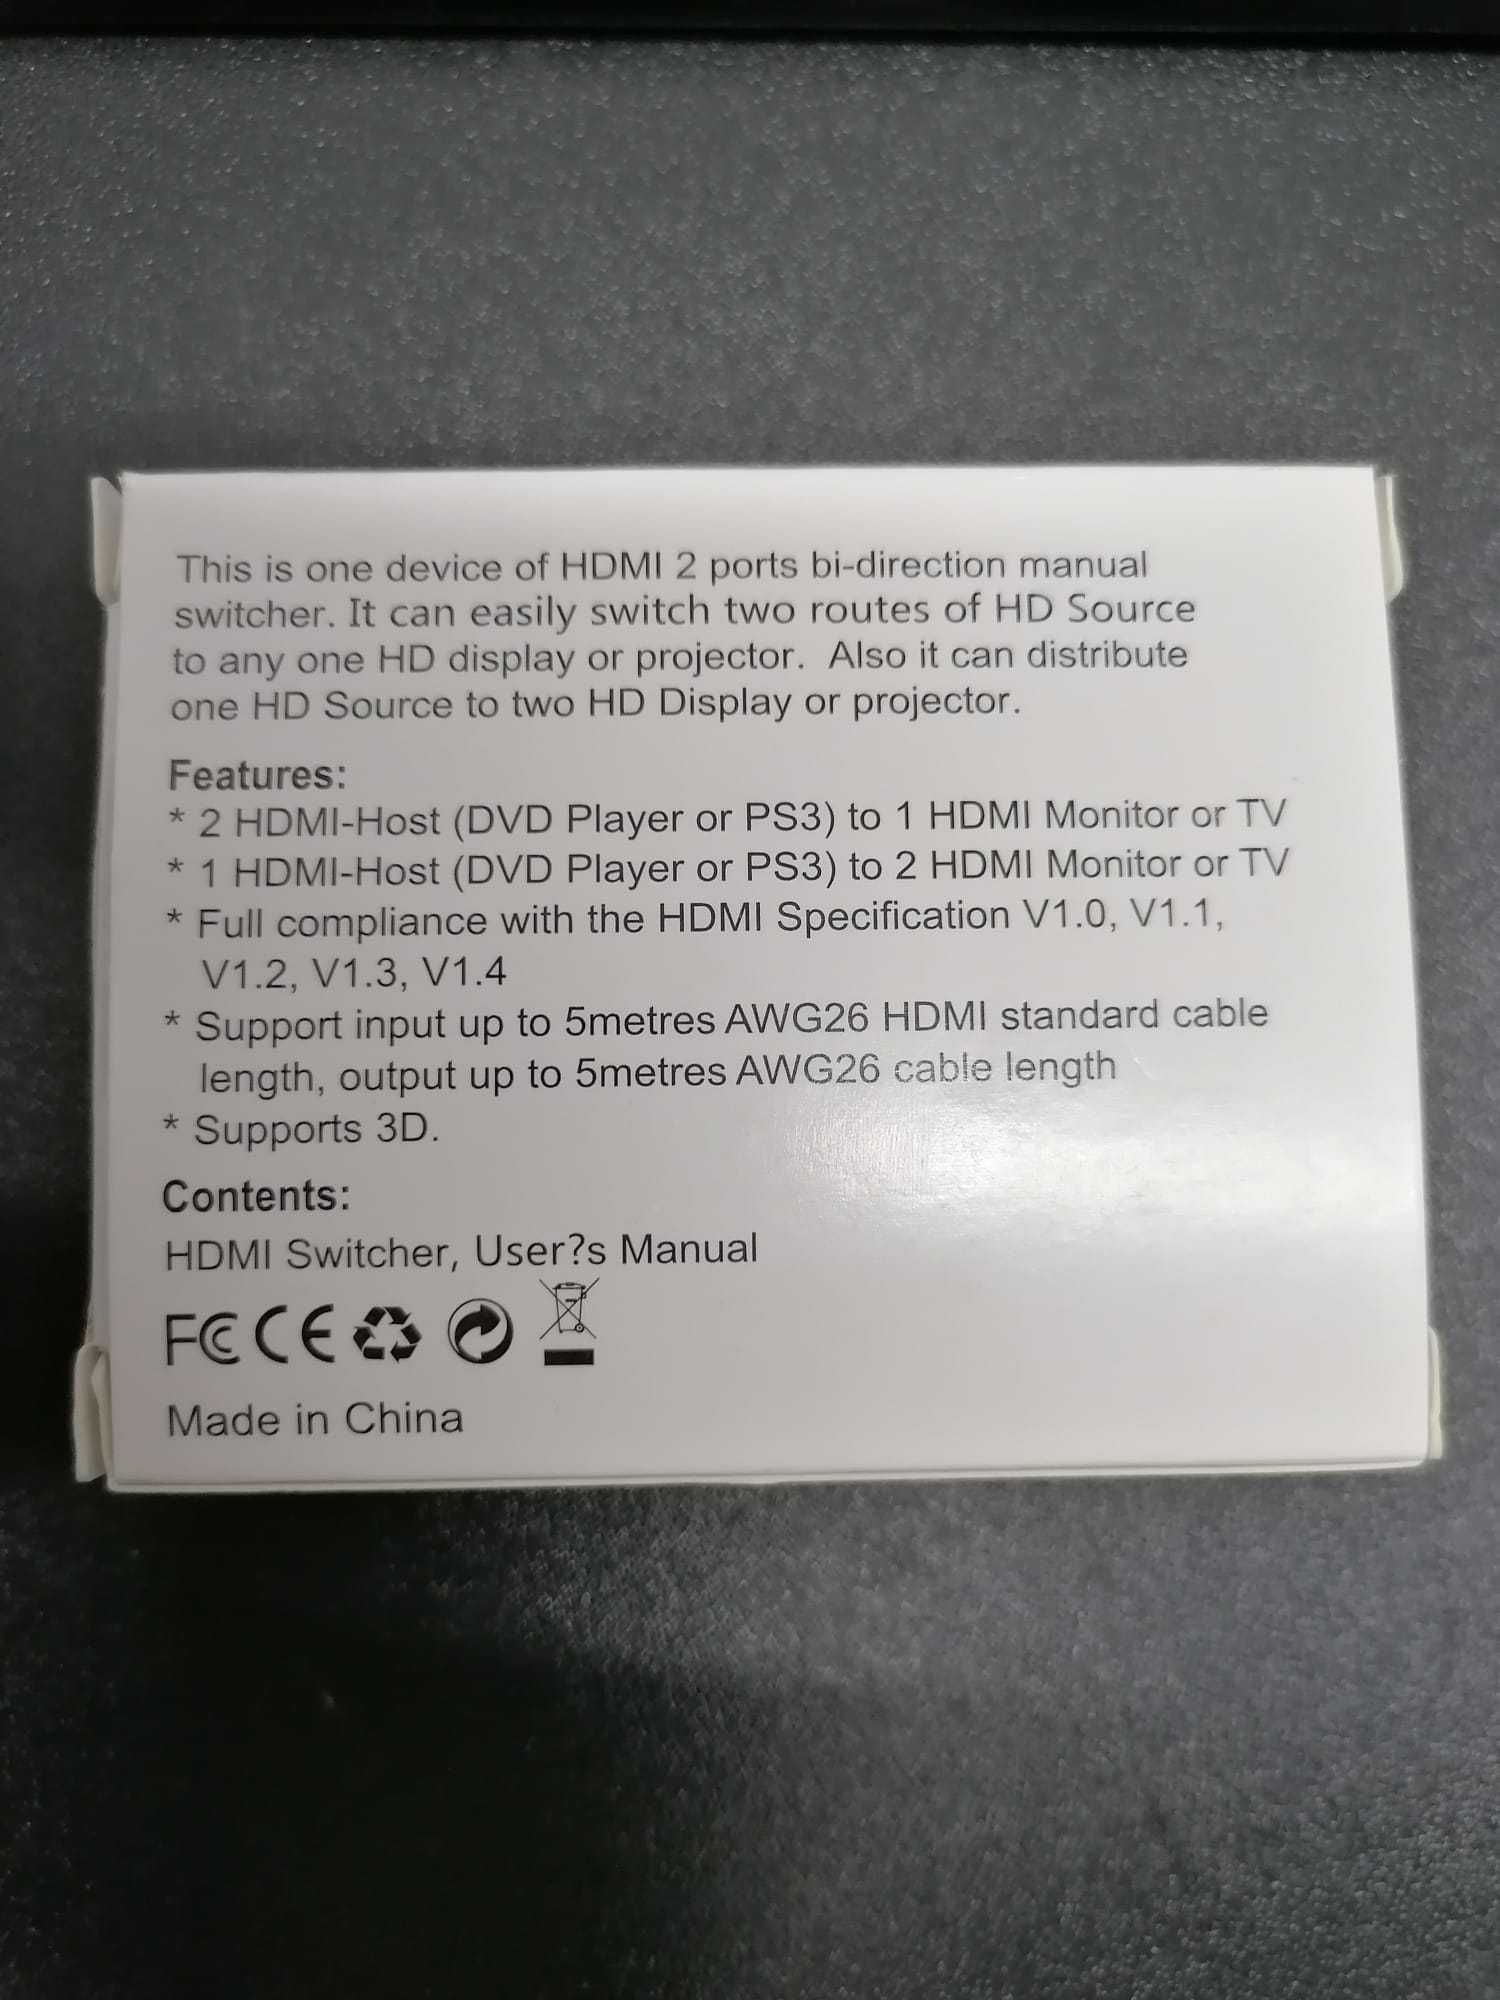 This is one device of HDMI 2 ports bi-direction manual
switcher. It can easily switch two routes of HD Source
to any one HD display or projector. Also it can distribute
one HD Source to two HD Display or projector.
Features:
* 2 HDMI-Host (DVD Player or PS3) to 1 HDMI Monitor or TV
* 1 HDMI-Host (DVD Player or PS3) to 2 HDMI Monitor or TV
* Full compliance with the HDMI Specification V1.0, V1.1,
V1.2, V1.3, V1.4
* Support input up to 5metres AWG26 HDMI standard cable
length, output up to 5metres AWG26 cable length
* Supports 3D.
Contents:
HDMI Switcher, User?s Manual
FC CE
Made in China